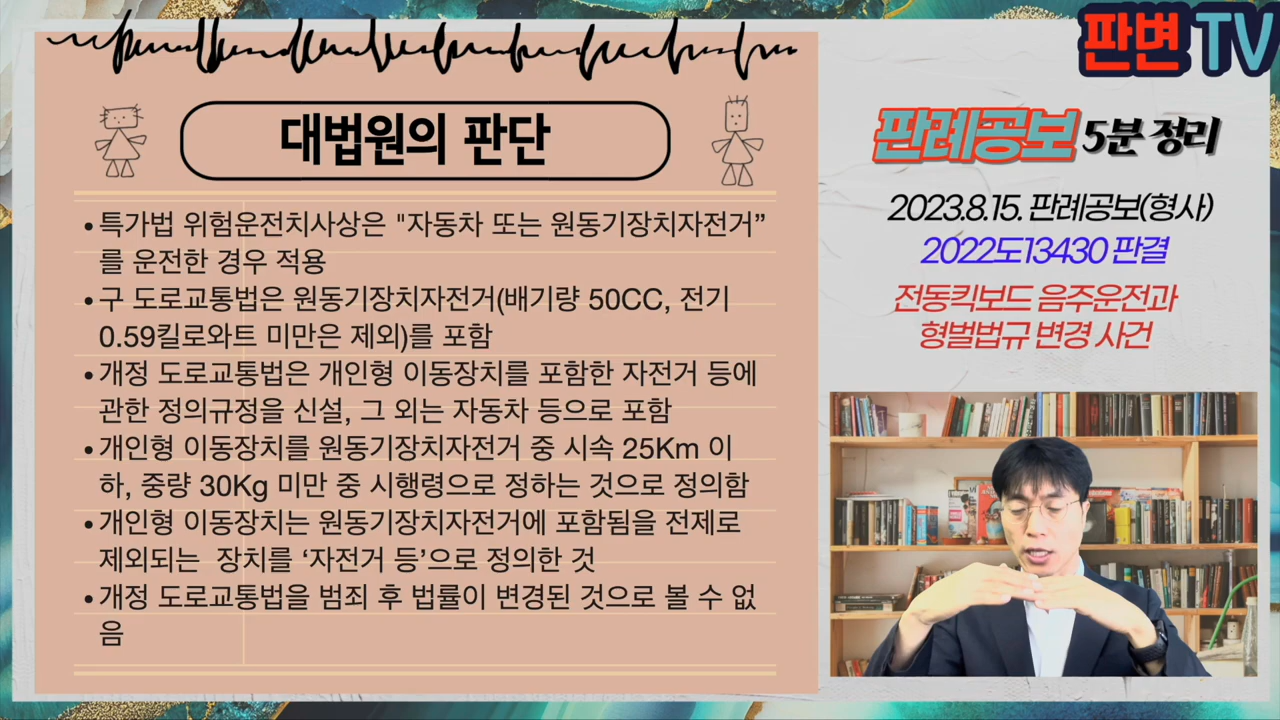 판변 TV
대법원의 판단
•특가법 위험운전치사상은 "자동차 또는 원동기장치자전거”
를 운전한 경우 적용
•구 도로교통법은 원동기장치자전거(배기량 50CC, 전기
0.59킬로와트 미만은 제외)를 포함
•개정 도로교통법은 개인형 이동장치를 포함한 자전거 등에
관한 정의규정을 신설, 그 외는 자동차 등으로 포함
•개인형 이동장치를 원동기장치자전거 중 시속 25Km 이
하, 중량 30Kg 미만 중 시행령으로 정하는 것으로 정의함
•개인형 이동장치는 원동기장치자전거에 포함됨을 전제로
제외되는 장치를 ‘자전거 등’으로 정의한 것
•개정 도로교통법을 범죄 후 법률이 변경된 것으로 볼 수 없
음
판례공보 5분 정리
2023.8.15. 판례공보(형사)
2022도13430 판결
전동킥보드 음주운전과
형벌법규 변경 사건